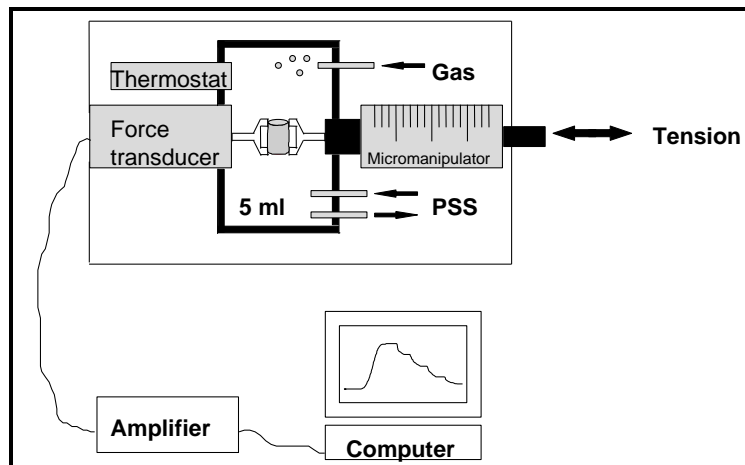 Thermostat
Gas
Force
transducer
Micromanipulator
Tension
5 ml
PSS
Amplifier
Computer